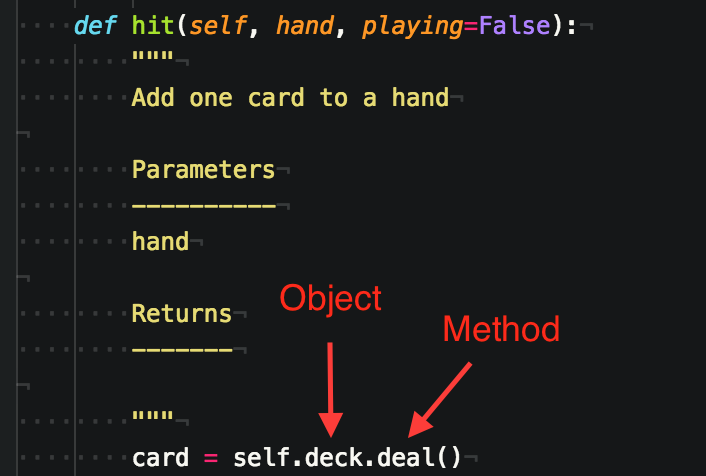 def hit(self, hand, playing=False):
"""
Add one card to a hand
Parameters
----------
hand
Object
Returns
Method
-------
"""
card = self.deck.deal()